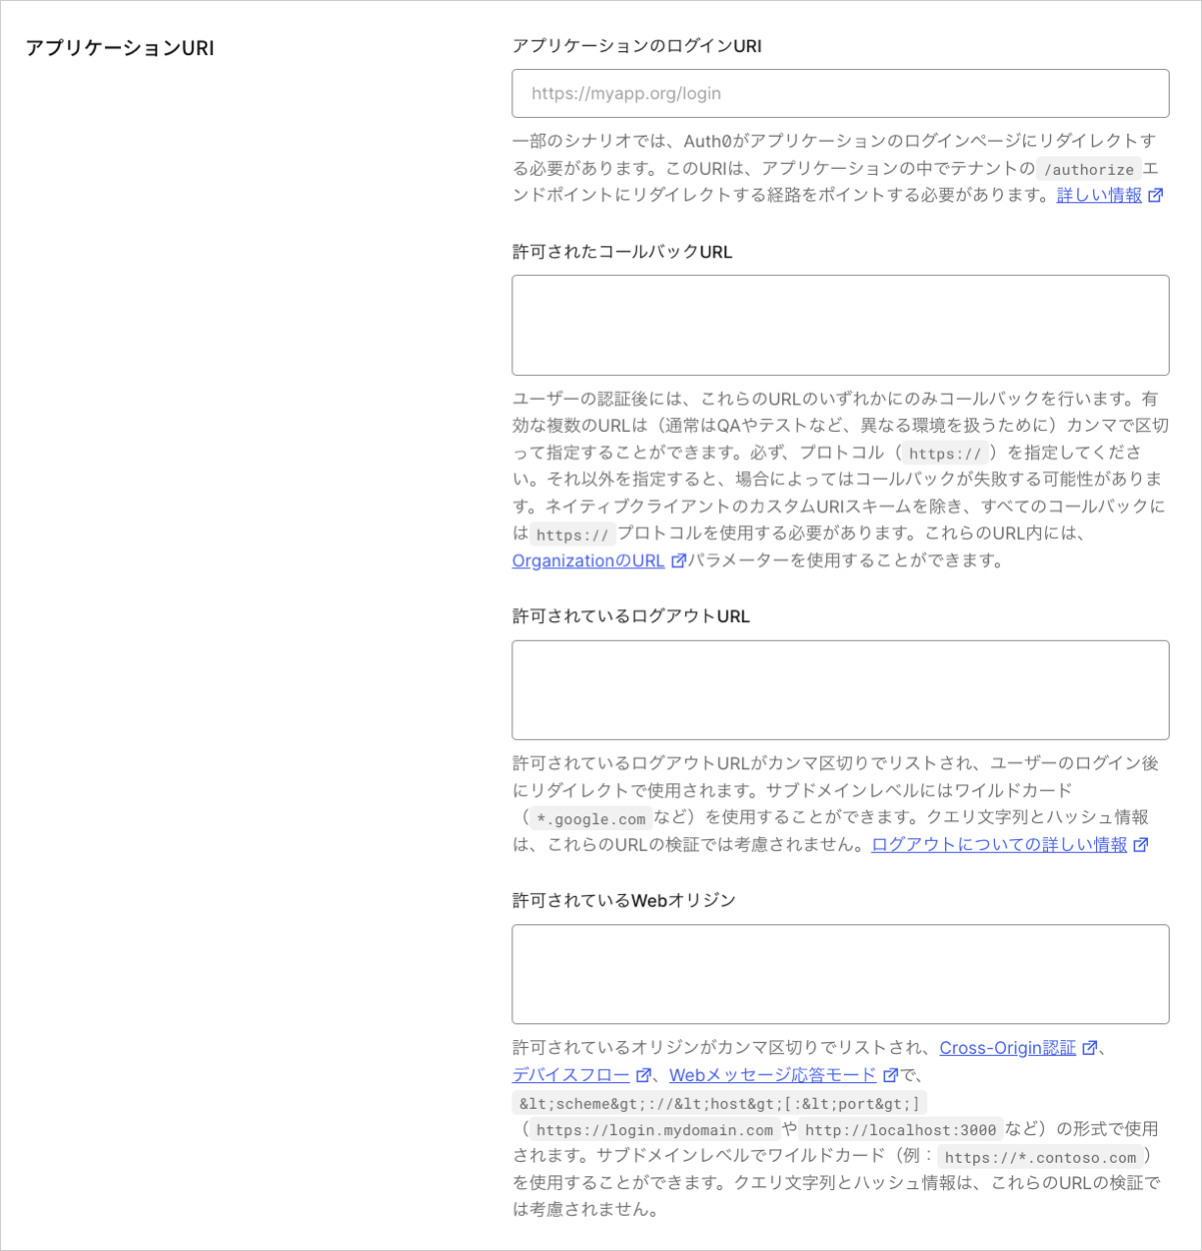 アプリケーションURI
アプリケーションのログインURI
https://myapp.org/login
一部のシナリオでは、Auth0がアプリケーションのログインページにリダイレクトす
る必要があります。このURIは、アプリケーションの中でテナントの /authorize エ
ンドポイントにリダイレクトする経路をポイントする必要があります。詳しい情報
許可されたコールバックURL
ユーザーの認証後には、これらのURLのいずれかにのみコールバックを行います。有
効な複数のURLは（通常はQAやテストなど、異なる環境を扱うために）カンマで区切
って指定することができます。必ず、プロトコル（ https:// ）を指定してくださ
い。それ以外を指定すると、場合によってはコールバックが失敗する可能性がありま
す。ネイティブクライアントのカスタムURIスキームを除き、すべてのコールバックに
は https:// プロトコルを使用する必要があります。これらのURL内には、
OrganizationのURL パラメーターを使用することができます。
許可されているログアウトURL
許可されているログアウトURLがカンマ区切りでリストされ、ユーザーのログイン後
にリダイレクトで使用されます。サブドメインレベルにはワイルドカード
（ *.google.com など）を使用することができます。クエリ文字列とハッシュ情報
は、これらのURLの検証では考慮されません。ログアウトについての詳しい情報
許可されているWebオリジン
許可されているオリジンがカンマ区切りでリストされ、Cross-Origin認証 、
デバイスフロー 、Webメッセージ応答モード で、
&lt;scheme&gt;://&lt;host&gt;[:&lt;port&gt;]
（ https://login.mydomain.com や http://localhost:3000 など）の形式で使用
されます。サブドメインレベルでワイルドカード（例： https://*.contoso.com ）
を使用することができます。クエリ文字列とハッシュ情報は、これらのURLの検証で
は考慮されません。